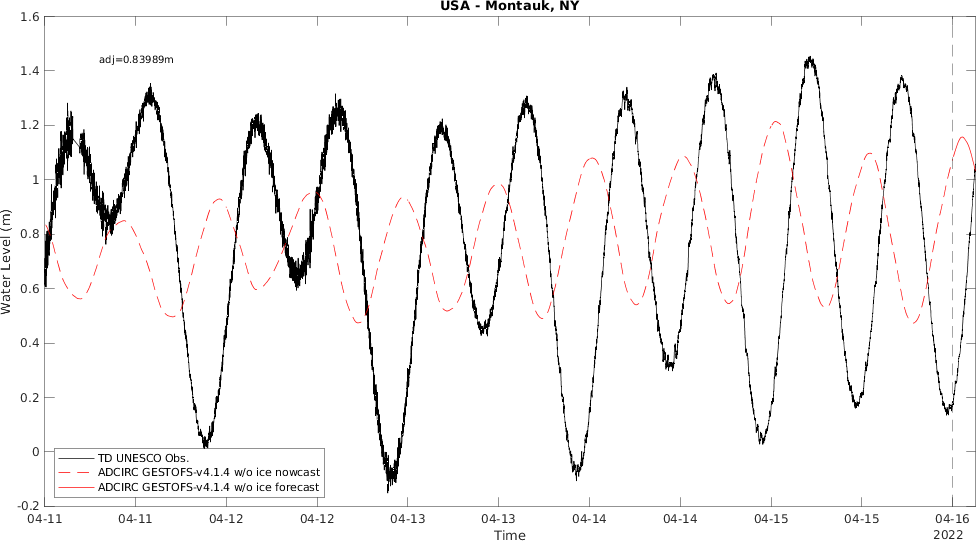 USA - Montauk, NY
1.6
1.4
1.2
1
0.8
0.6
0.4
0.2
0
-0.2
Water Level (m)
adj=0.83989m
TD UNESCO Obs.
ADCIRC GESTOFS-v4.1.4 w/o ice nowcast
ADCIRC GESTOFS-v4.1.4 w/o ice forecast
04-11 04-11 04-12 04-12 04-13 04-13 04-14 04-14 04-15 04-15 04-16
Time 2022